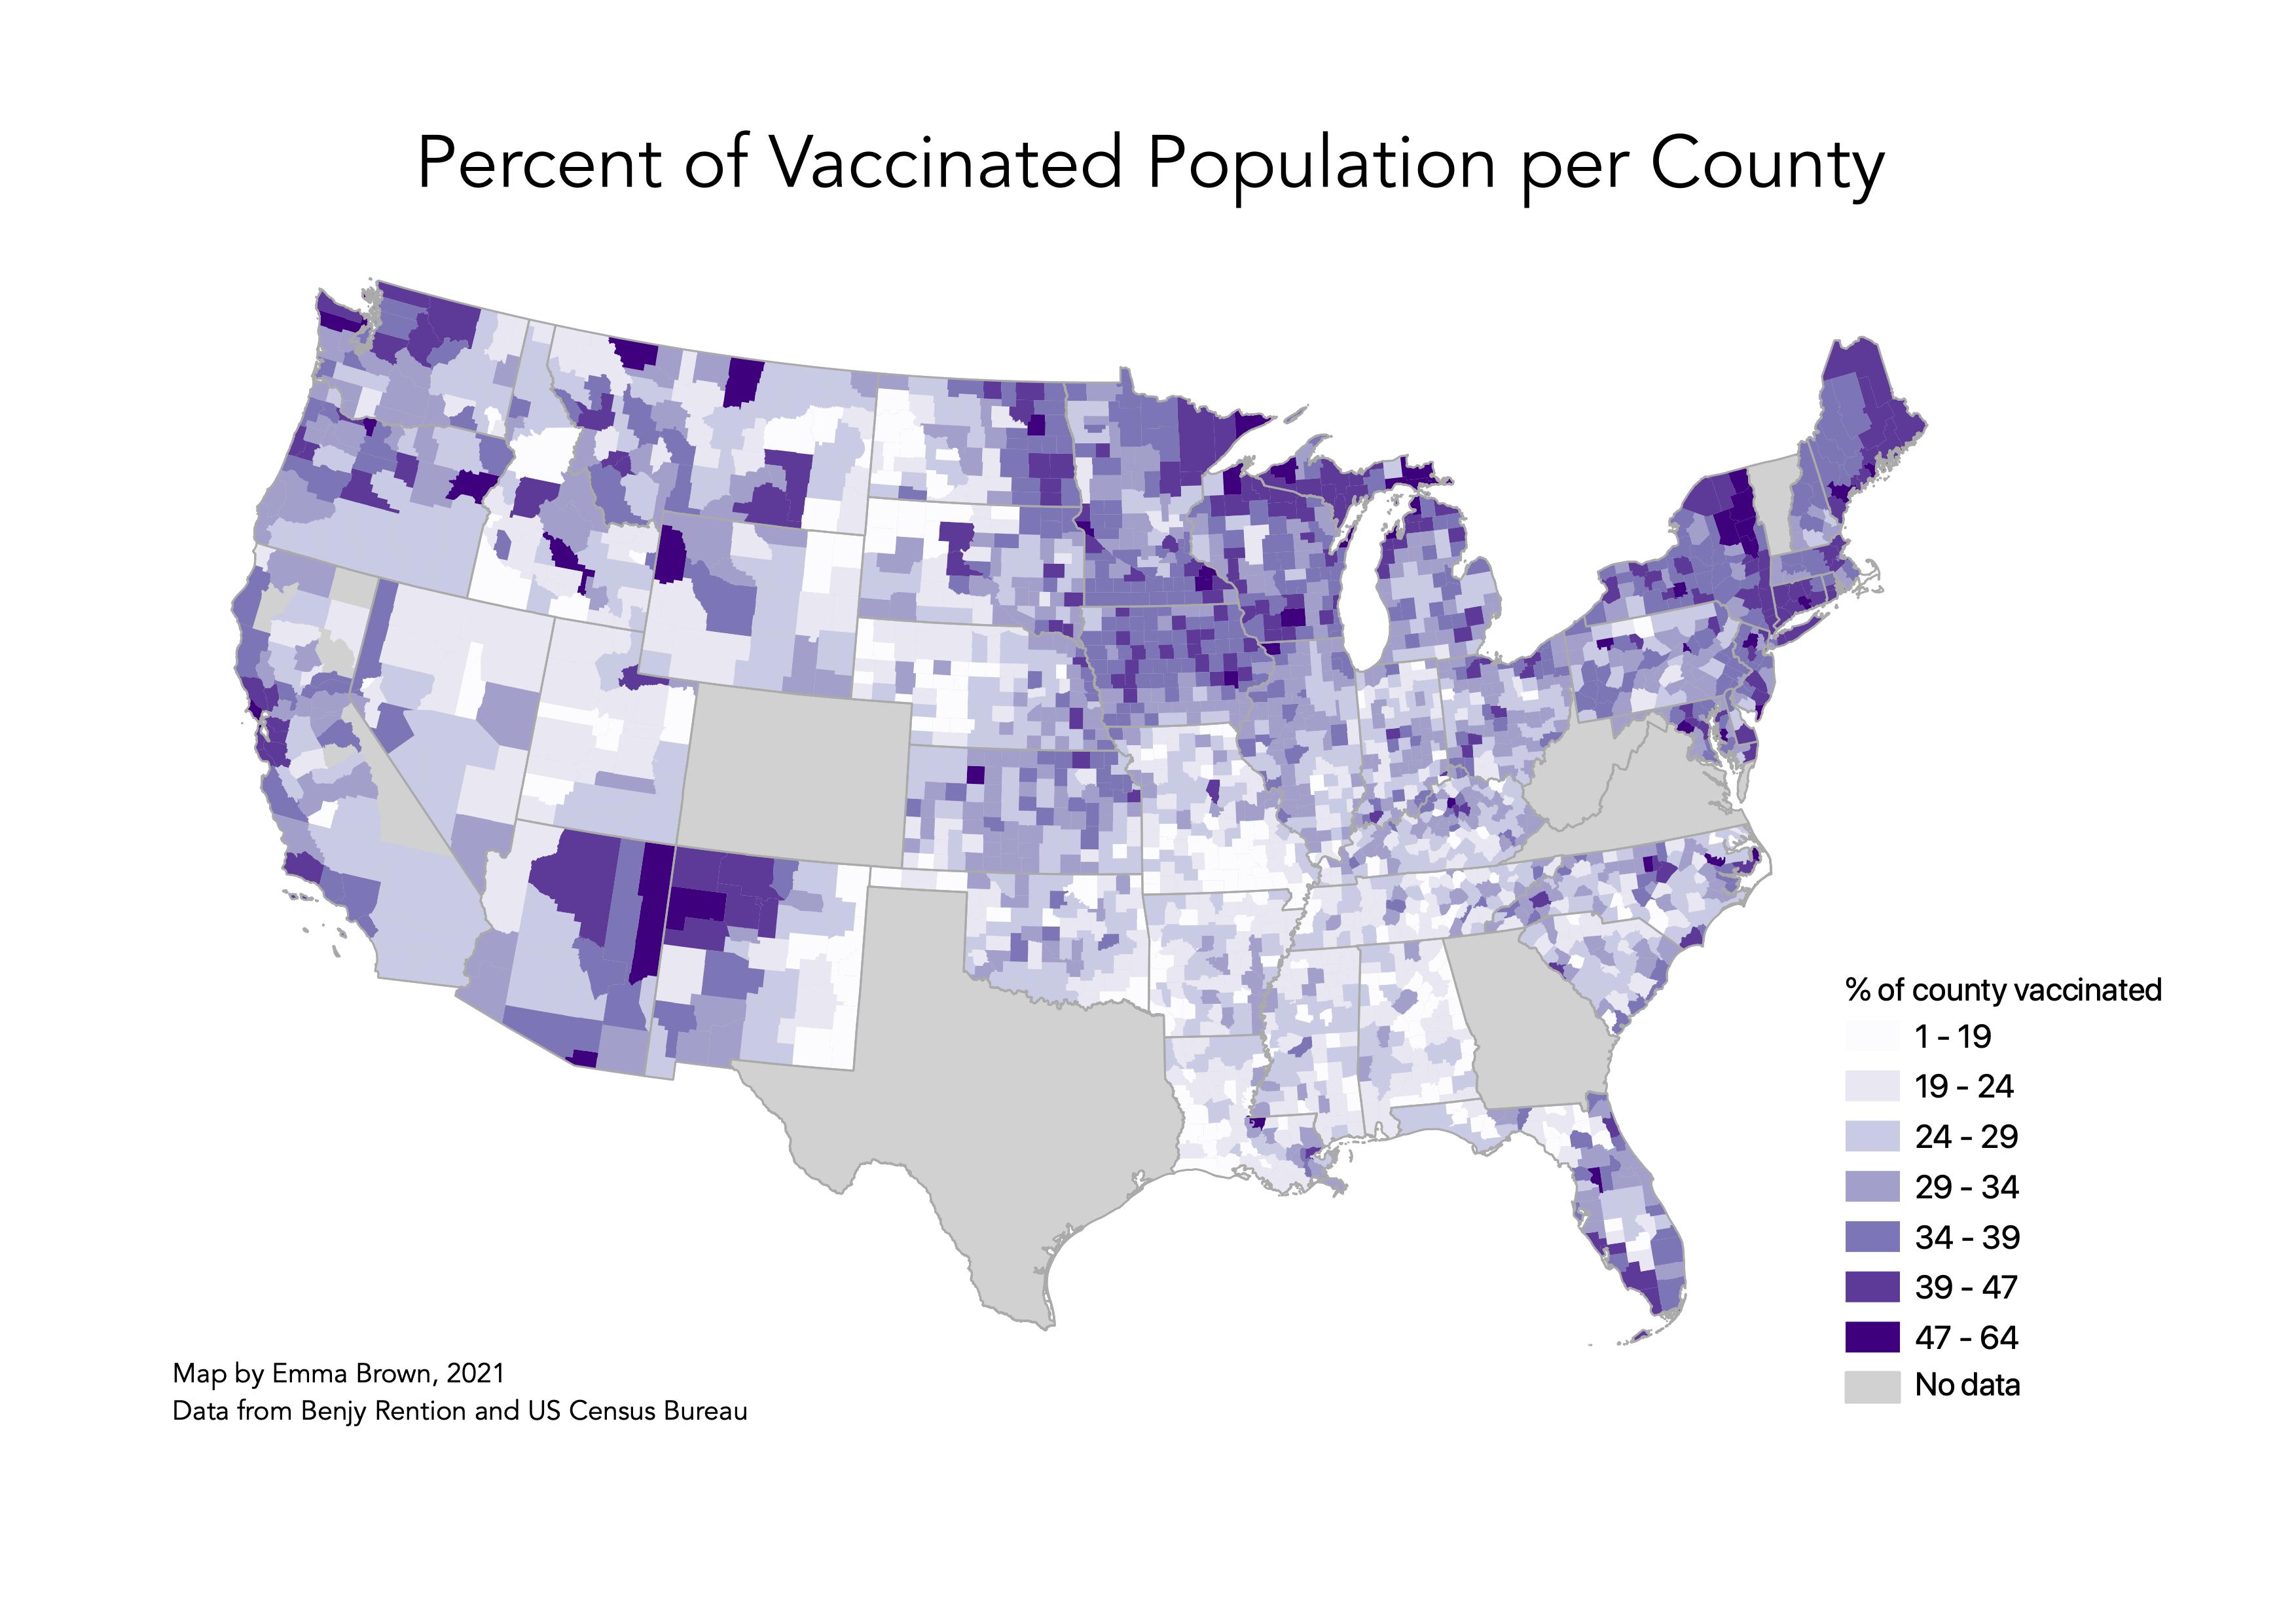 Percent of Vaccinated Population per County
% of county vaccinated
1 - 19
19 - 24
24 - 29
29 - 34
34 - 39
39 - 47
47 - 64
No data
Map by Emma Brown, 2021
Data from Benjy Rention and US Census Bureau